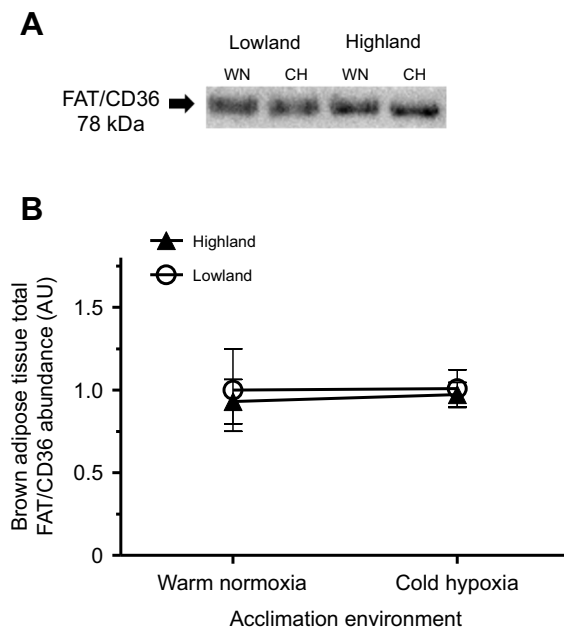 A
Lowland Highland
WN CH WN CH
FAT/CD36
78 kDa
B
Highland
Lowland
Brown adipose tissue total
FAT/CD36 abundance (AU)
1.5
1.0
0.5
0
Warm normoxia Cold hypoxia
Acclimation environment